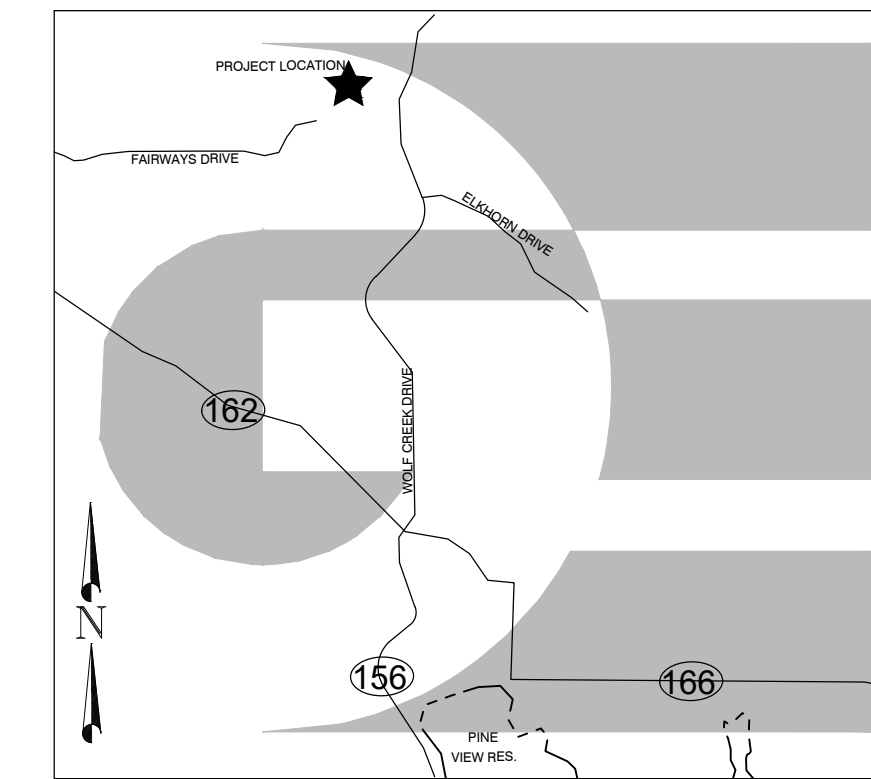 PROJECT LOCATION
FAIRWAYS DRIVE
ELKHORN DRIVE
WOLF CREEK DRIVE
162
N
156
166
PINE
VIEW RES.